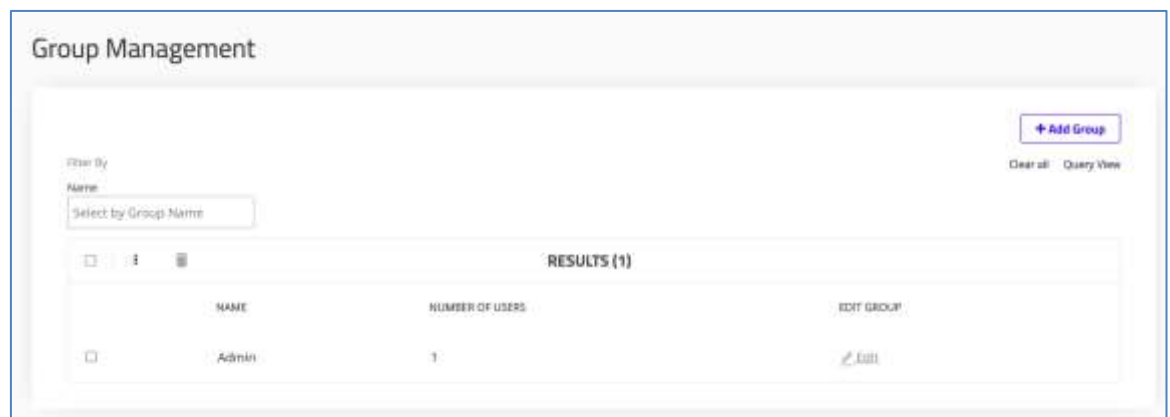 Group Management
+ Add Group
Filter By
Clear all Query View
Name
Select by Group Name
RESULTS (1)
NAME NUMBER OF USERS EDIT GROUP
Admin 1 Edit